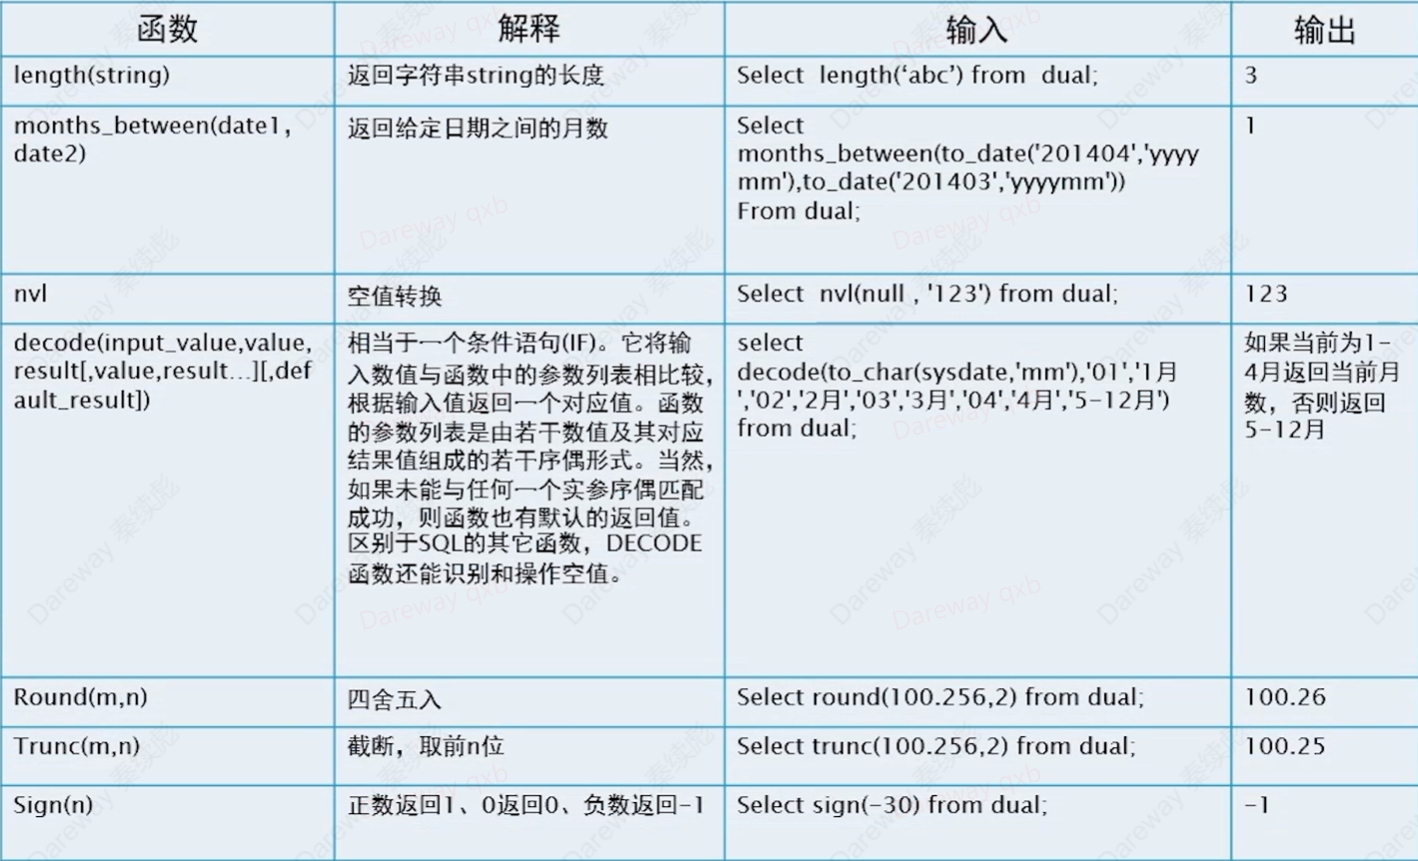 函数 解释 输入 输出
length(string) 返回字符串string的长度 Select length(‘abc’) from dual; 3
months_between(date1,
date2)
返回给定日期之间的月数
Select
months_between(to_date('201404','yyyy
mm'),to_date('201403','yyyymm'))
From dual;
1
nvl 空值转换 Select nvl(null , '123') from dual; 123
decode(input_value,value,
result[,value,result…][,def
ault_result])
相当于一个条件语句(IF)。它将输
入数值与函数中的参数列表相比较，
根据输入值返回一个对应值。函数
的参数列表是由若干数值及其对应
结果值组成的若干序偶形式。当然，
如果未能与任何一个实参序偶匹配
成功，则函数也有默认的返回值。
区别于SQL的其它函数，DECODE
函数还能识别和操作空值。
select
decode(to_char(sysdate,'mm'),'01','1月
','02','2月','03','3月','04','4月','5-12月')
from dual;
如果当前为1-
4月返回当前月
数，否则返回
5-12月
Round(m,n) 四舍五入 Select round(100.256,2) from dual; 100.26
Trunc(m,n) 截断，取前n位 Select trunc(100.256,2) from dual; 100.25
Sign(n) 正数返回1、0返回0、负数返回-1 Select sign(-30) from dual; -1
Dareway 秦续彪
Dareway qxb